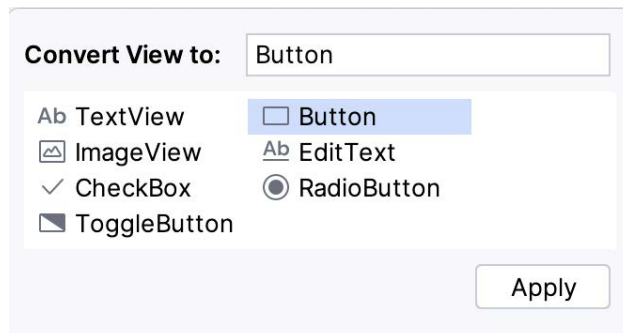 Convert View to: Button
Ab TextView Button
ImageView Ab EditText
CheckBox RadioButton
ToggleButton
Apply